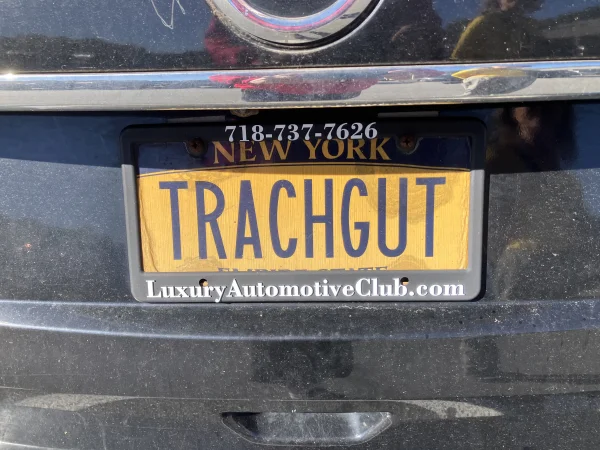 718-737-7626
NEW YORK
TRACHGUT
LuxuryAutomotiveClub.com